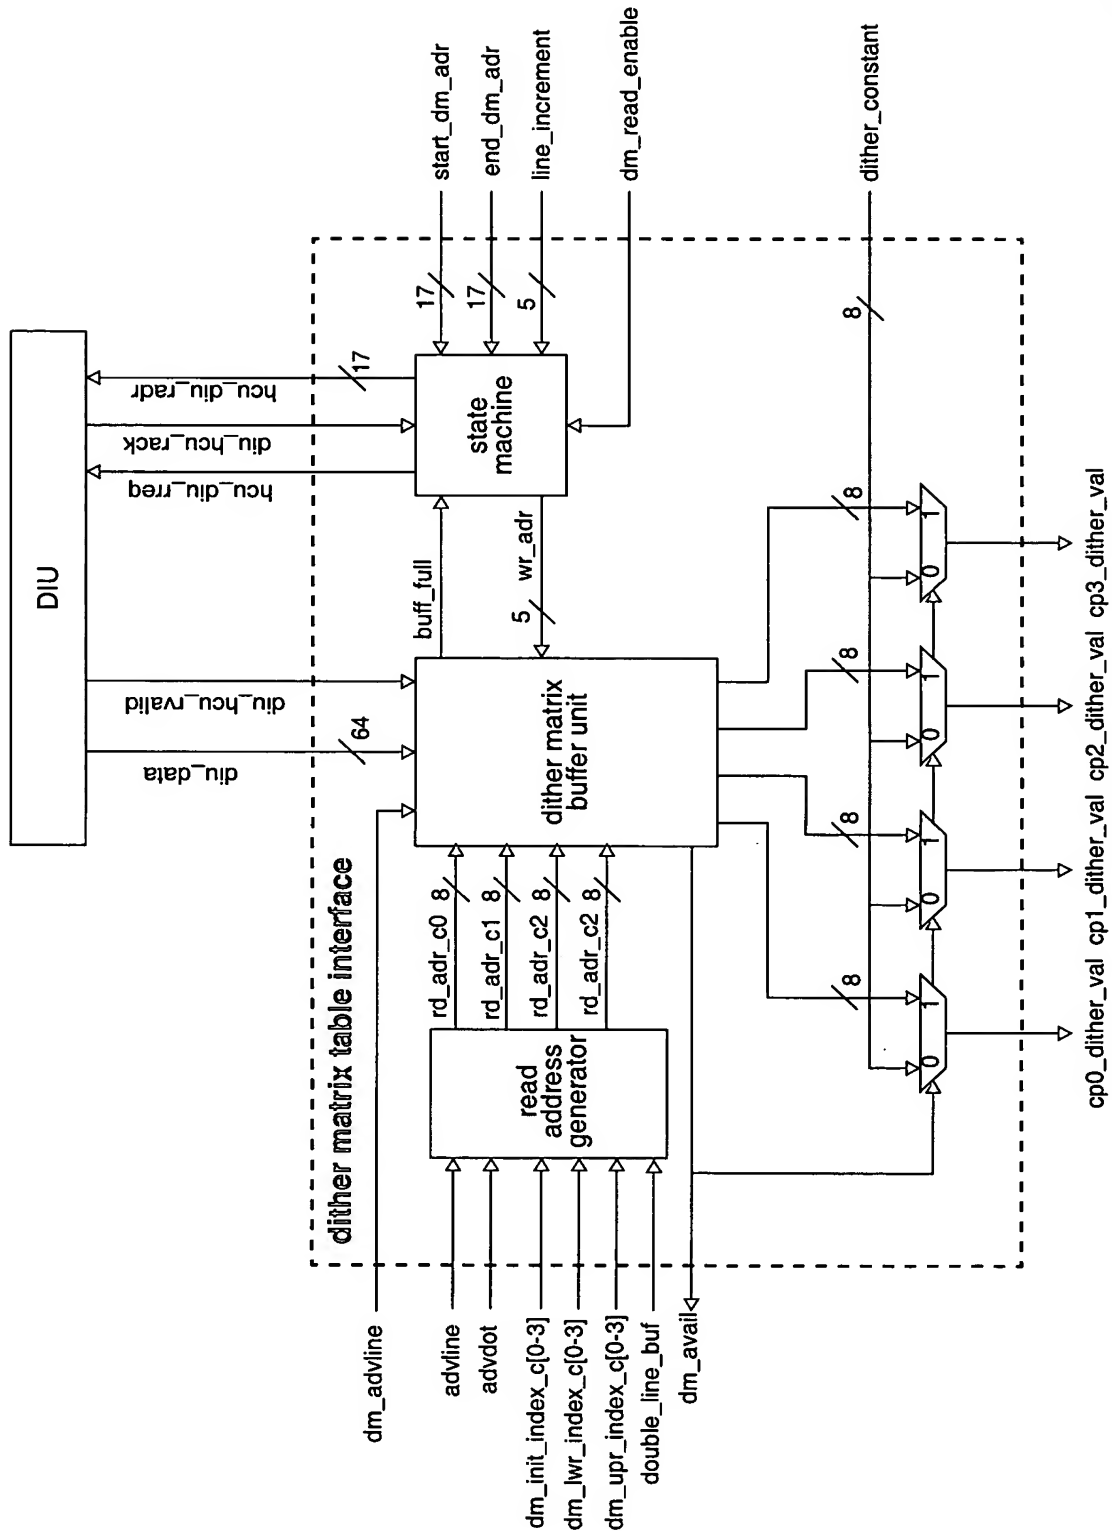 DIU
hcu_diu_radr
diu_hcu_rack
hcu_diu_rreq
diu_hcu_rvalid
diu_data
17
64
start_dm_adr
end_dm_adr
line_increment
dm_read_enable
dither_constant
17
17
5
8
state
machine
buff_full
wr_adr
5
dither matrix
buffer unit
dither matrix table interface
rd_adr_c0
8
rd_adr_c1
8
rd_adr_c2
8
rd_adr_c2
8
read
address
generator
dm_advline
advline
advdot
dm_init_index_c[0-3]
dm_lwr_index_c[0-3]
dm_upr_index_c[0-3]
double_line_buf
dm_avail
8
8
8
8
0
1
0
1
0
1
0
1
cp0_dither_val
cp1_dither_val
cp2_dither_val
cp3_dither_val